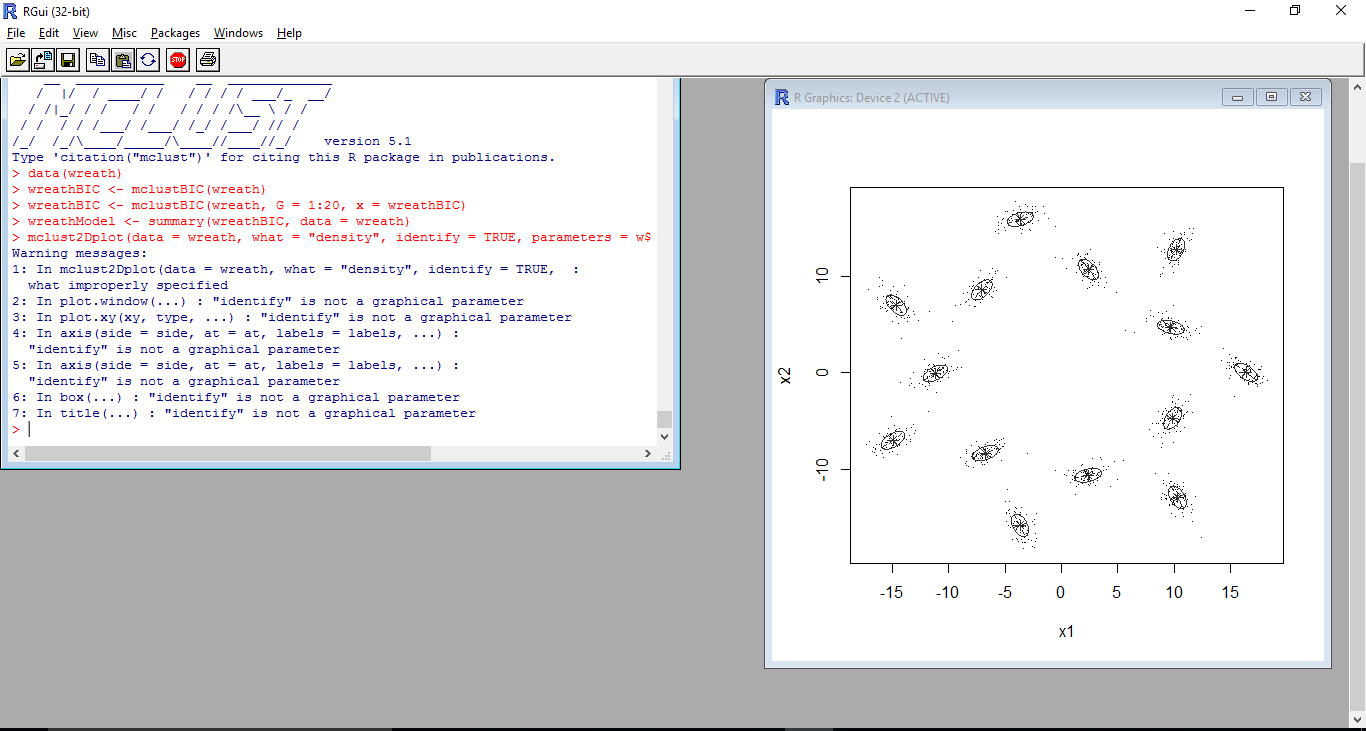 RGui (32-bit)
File Edit View Misc Packages Windows Help
STOP
version 5.1
Type 'citation("mclust")' for citing this R package in publications.
> data(wreath)
> wreathBIC <- mclustBIC(wreath)
> wreathBIC <- mclustBIC(wreath, G = 1:20, x = wreathBIC)
> wreathModel <- summary(wreathBIC, data = wreath)
> mclust2Dplot(data = wreath, what = "density", identify = TRUE, parameters = w$
Warning messages:
1: In mclust2Dplot(data = wreath, what = "density", identify = TRUE,  :
  what improperly specified
2: In plot.window(...) : "identify" is not a graphical parameter
3: In plot.xy(xy, type, ...) : "identify" is not a graphical parameter
4: In axis(side = side, at = at, labels = labels, ...) :
  "identify" is not a graphical parameter
5: In axis(side = side, at = at, labels = labels, ...) :
  "identify" is not a graphical parameter
6: In box(...) : "identify" is not a graphical parameter
7: In title(...) : "identify" is not a graphical parameter
>
R Graphics: Device 2 (ACTIVE)
10
0
-10
x2
-15 -10 -5 0 5 10 15
x1